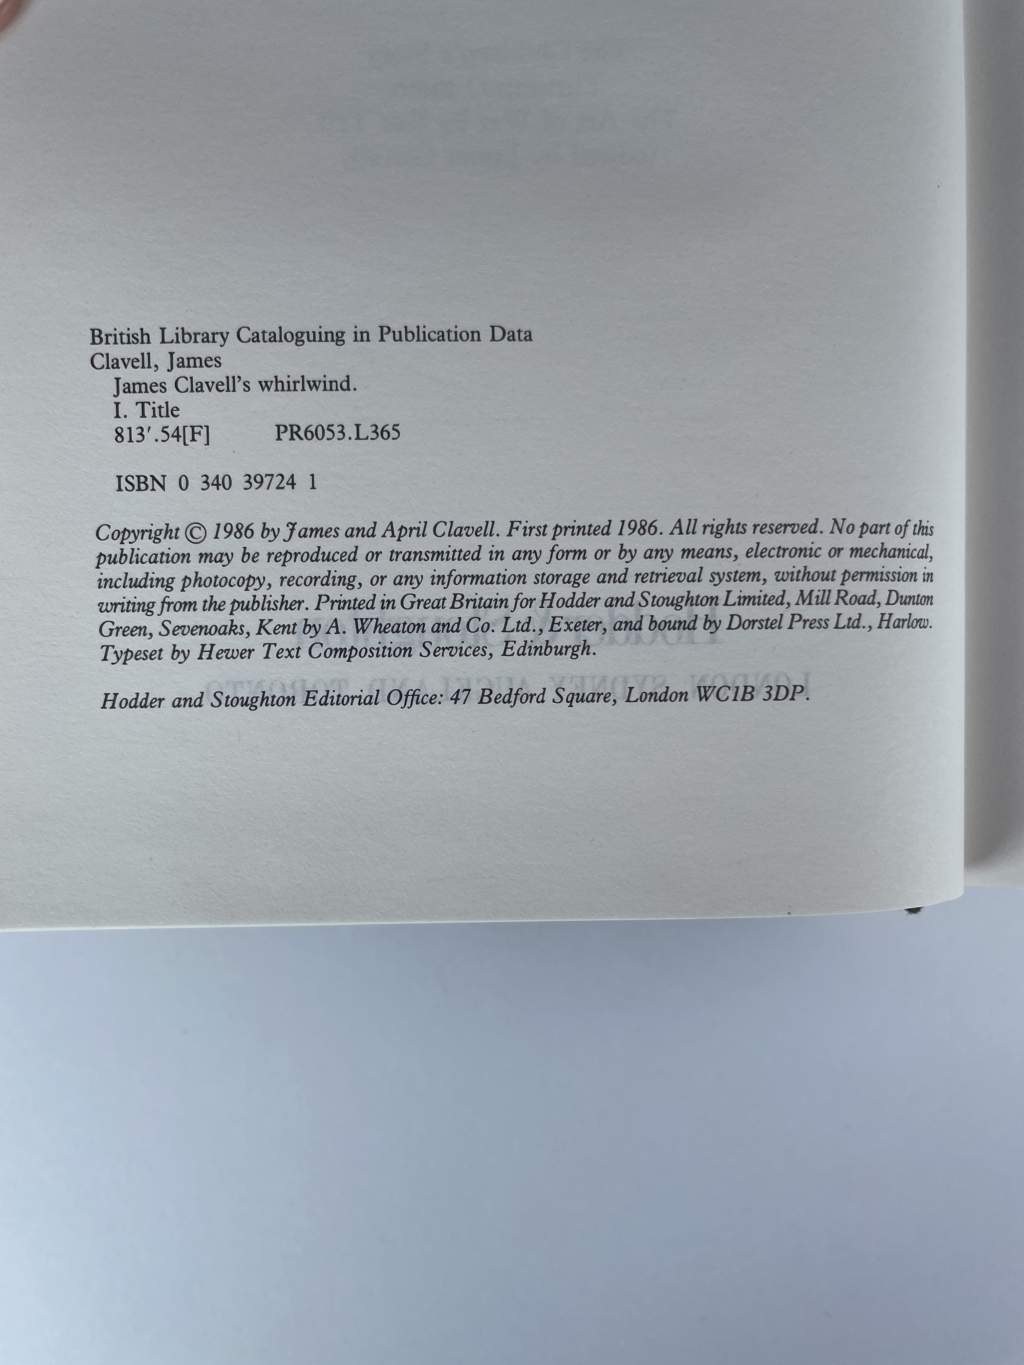 British Library Cataloguing in Publication Data
Clavell, James
James Clavell's whirlwind.
I. Title
813′.54[F] PR6053.L365
ISBN 0 340 39724 1
Copyright © 1986 by James and April Clavell. First printed 1986. All rights reserved. No part of this
publication may be reproduced or transmitted in any form or by any means, electronic or mechanical,
including photocopy, recording, or any information storage and retrieval system, without permission in
writing from the publisher. Printed in Great Britain for Hodder and Stoughton Limited, Mill Road, Dunton
Green, Sevenoaks, Kent by A. Wheaton and Co. Ltd., Exeter, and bound by Dorstel Press Ltd., Harlow.
Typeset by Hewer Text Composition Services, Edinburgh.
Hodder and Stoughton Editorial Office: 47 Bedford Square, London WC1B 3DP.